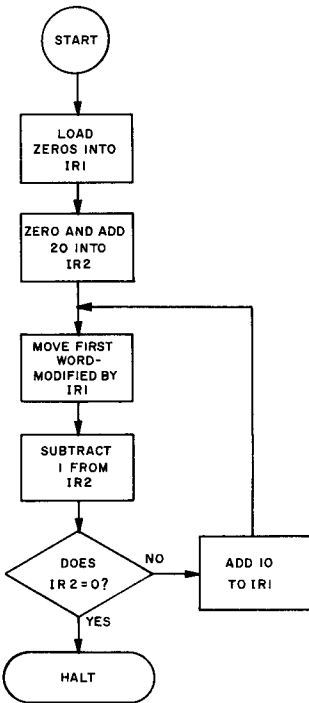 START
LOAD
ZEROS INTO
IR1
ZERO AND ADD
20 INTO
IR2
MOVE FIRST
WORD-
MODIFIED BY
IR1
SUBTRACT
1 FROM
IR2
DOES
IR2=0?
NO
ADD 10
TO IR1
YES
HALT